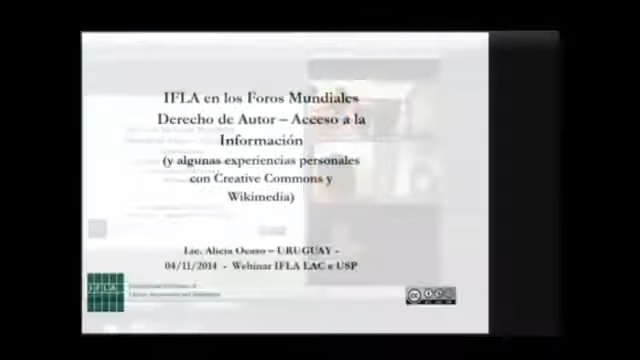 IFLA en los Foros Mundiales
Derecho de Autor – Acceso a la
Información
(y algunas experiencias personales
con Creative Commons y
Wikimedia)
Lic. Alicia Ocaso – URUGUAY -
04/11/2014 - Webinar IFLA LAC e USP
IFLA